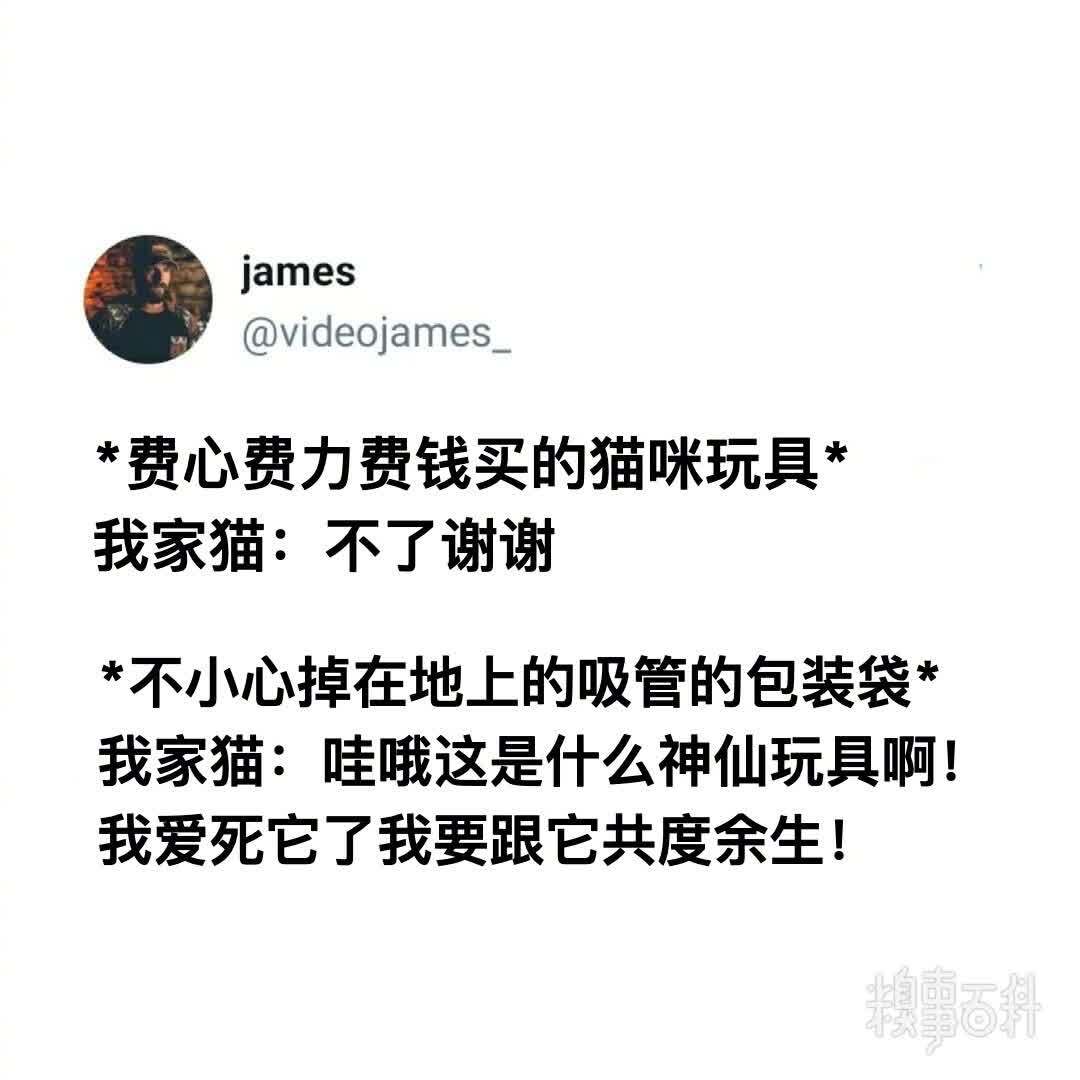 james
@videojames_
*费心费力费钱买的猫咪玩具*
我家猫：不了谢谢
*不小心掉在地上的吸管的包装袋*
我家猫：哇哦这是什么神仙玩具啊！
我爱死它了我要跟它共度余生！
糗事百科